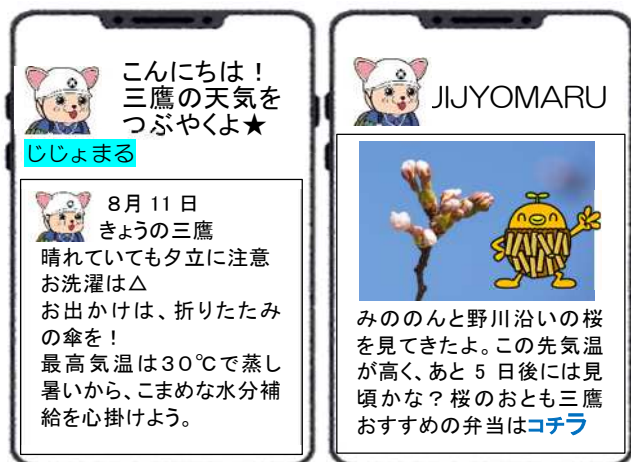 こんにちは！
三鷹の天気を
つぶやくよ★
じじょまる
８月 11 日
きょうの三鷹
晴れていても夕立に注意
お洗濯は△
お出かけは、折りたたみ
の傘を！
最高気温は３０℃で蒸し
暑いから、こまめな水分補
給を心掛けよう。
JIJYOMARU
みののんと野川沿いの桜
を見てきたよ。この先気温
が高く、あと 5 日後には見
頃かな？桜のおとも三鷹
おすすめの弁当はコチラ